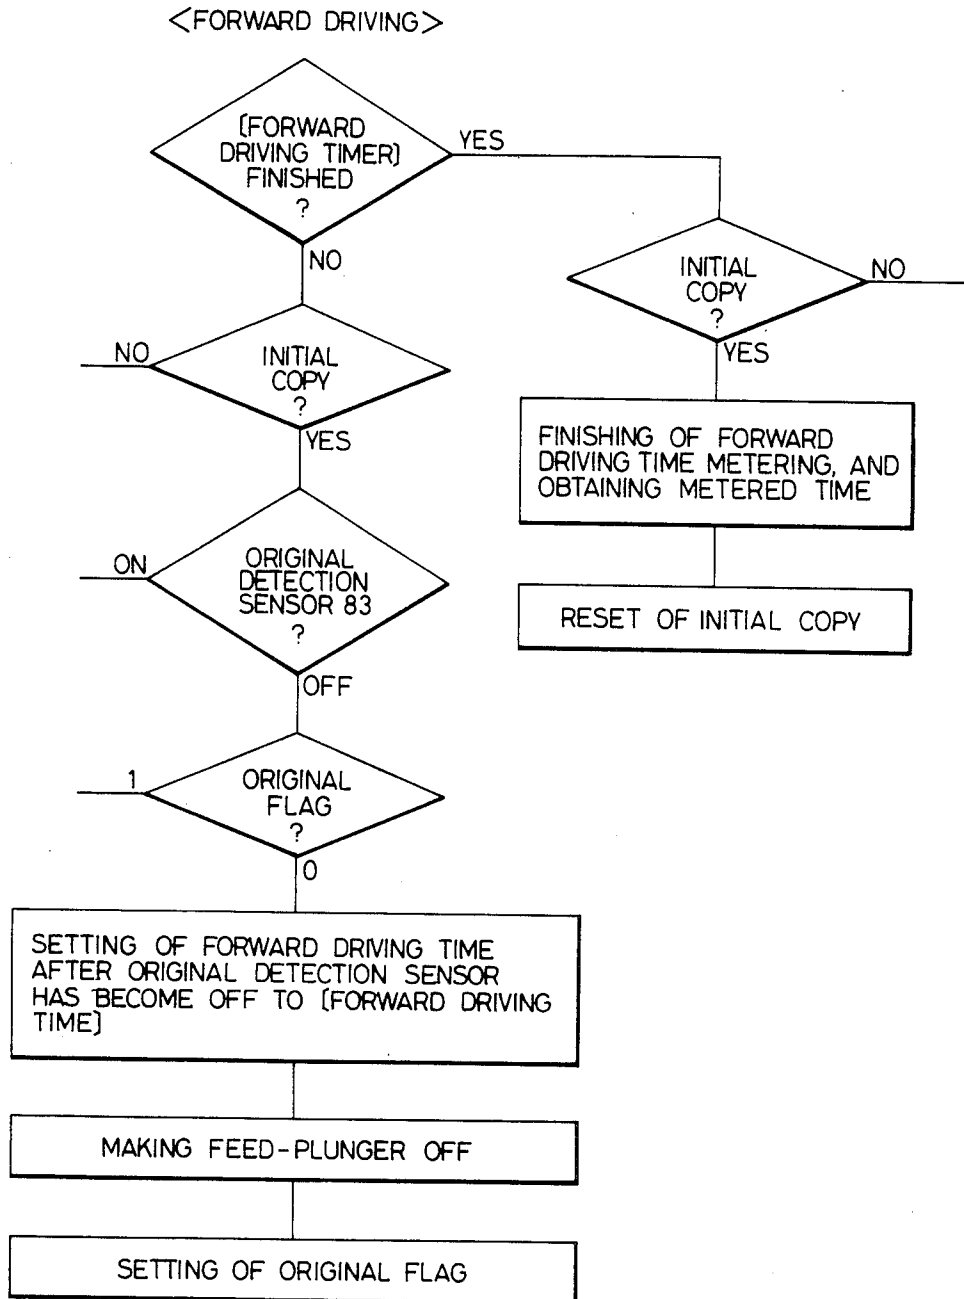 <FORWARD DRIVING>
[FORWARD
DRIVING TIMER]
FINISHED
?
YES
NO
INITIAL
COPY
?
NO
YES
INITIAL
COPY
?
NO
YES
FINISHING OF FORWARD
DRIVING TIME METERING, AND
OBTAINING METERED TIME
RESET OF INITIAL COPY
ORIGINAL
DETECTION
SENSOR 83
?
ON
OFF
ORIGINAL
FLAG
?
1
0
SETTING OF FORWARD DRIVING TIME
AFTER ORIGINAL DETECTION SENSOR
HAS BECOME OFF TO [FORWARD DRIVING
TIME]
MAKING FEED-PLUNGER OFF
SETTING OF ORIGINAL FLAG